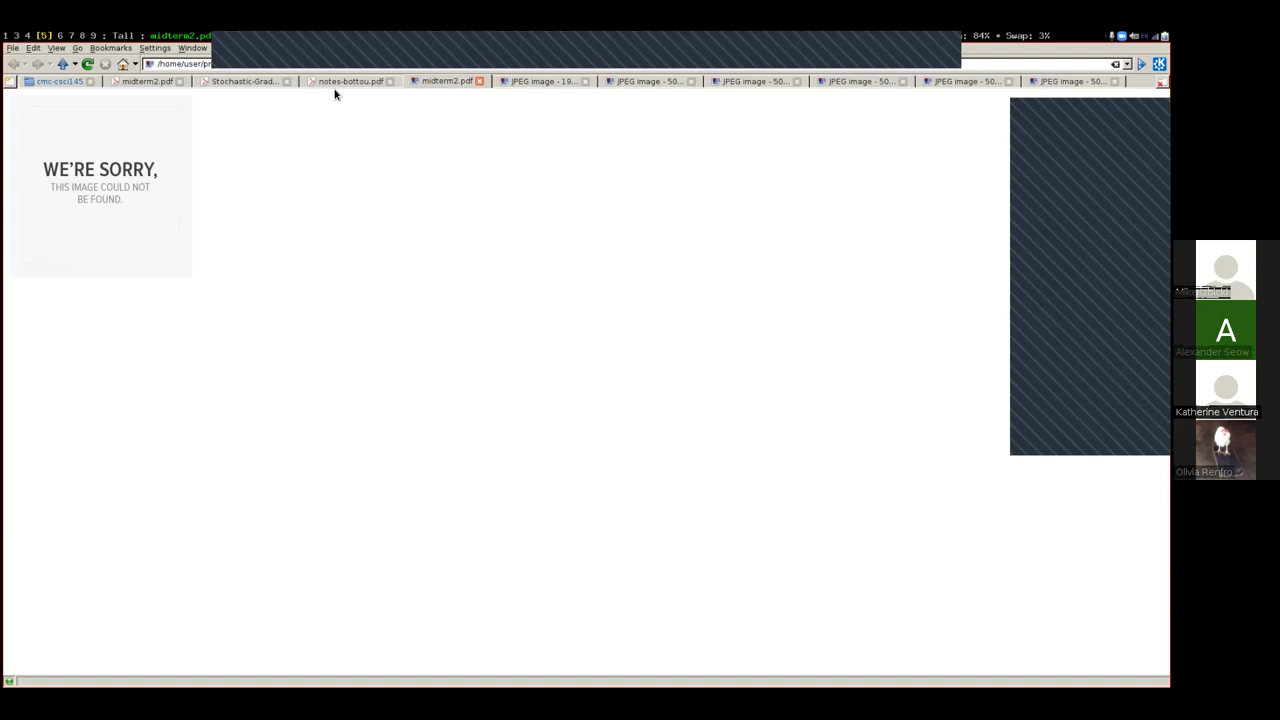 1 3 4 [5] 6 7 8 9 : Tall : midterm2.pd
84% * Swap: 3%
File Edit View Go Bookmarks Settings Window
/home/user/pr
cmc-csci145 midterm2.pdf Stochastic-Grad... notes-bottou.pdf midterm2.pdf JPEG image - 19... JPEG image - 50... JPEG image - 50... JPEG image - 50... JPEG image - 50... JPEG image - 50...
WE'RE SORRY,
THIS IMAGE COULD NOT
BE FOUND.
A
Alexander Seow
Katherine Ventura
Olivia Renfro